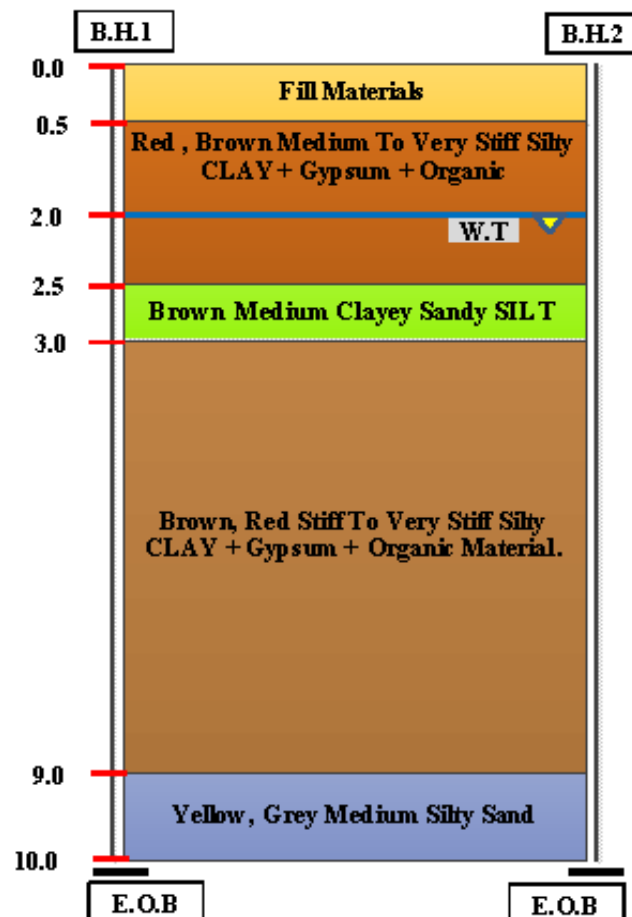 B.H.1
B.H.2
0.0
Fill Materials
0.5
Red , Brown Medium To Very Stiff Silty
CLAY + Gypsum + Organic
2.0
W.T
2.5
Brown Medium Clayey Sandy SILT
3.0
Brown, Red Stiff To Very Stiff Silty
CLAY + Gypsum + Organic Material.
9.0
Yellow , Grey Medium Silty Sand
10.0
E.O.B
E.O.B